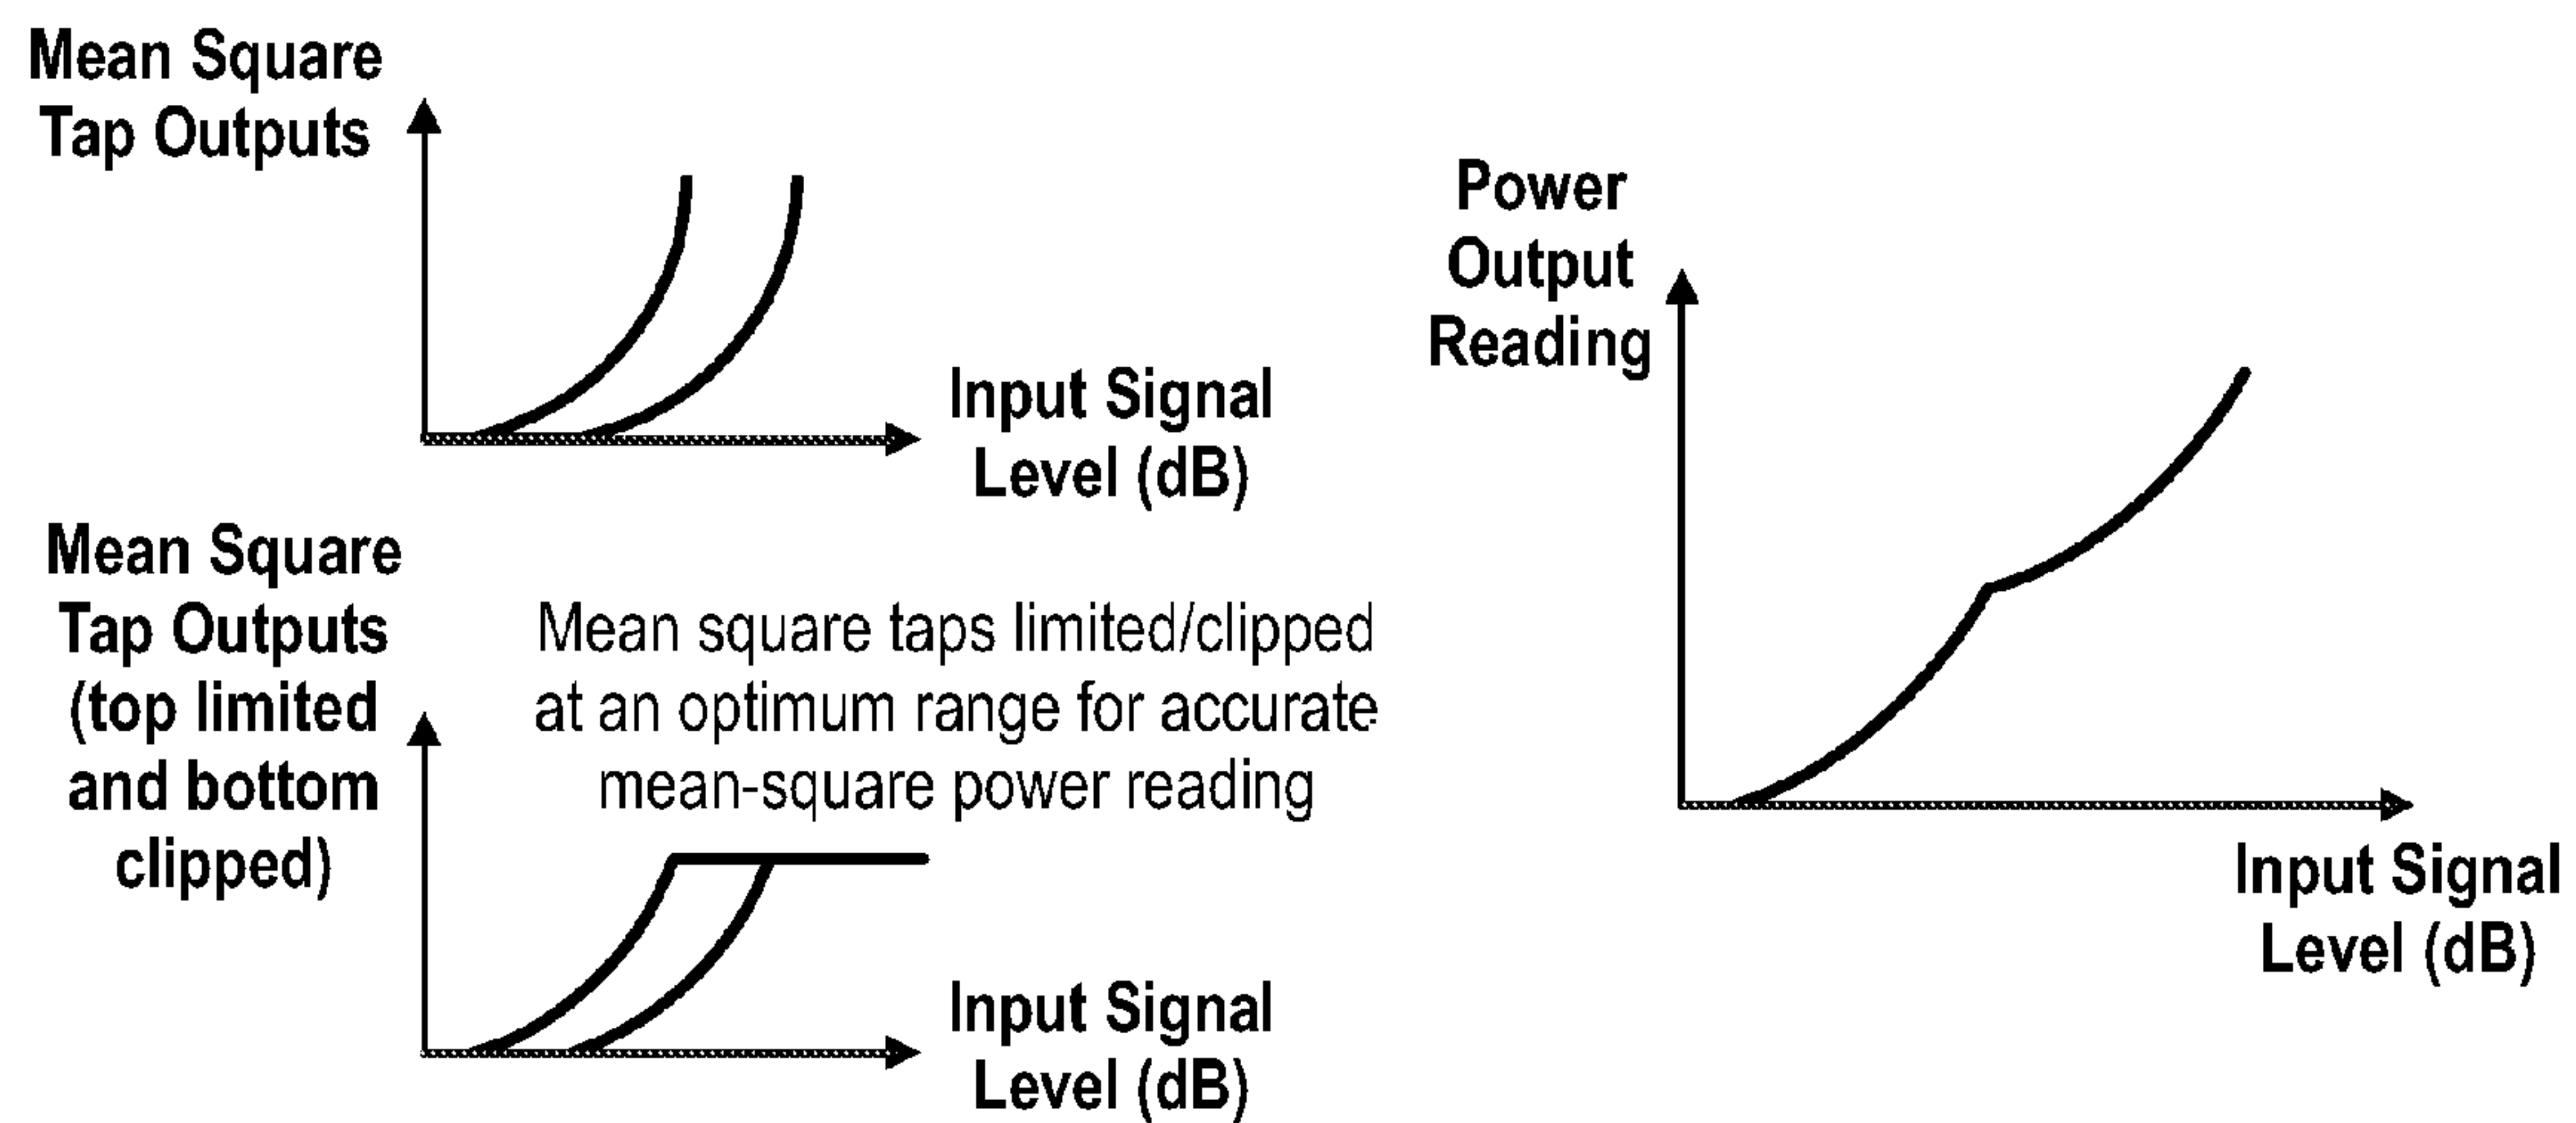 Mean Square
Tap Outputs
Input Signal
Level (dB)
Mean Square
Tap Outputs
(top limited
and bottom
clipped)
Mean square taps limited/clipped
at an optimum range for accurate
mean-square power reading
Input Signal
Level (dB)
Power
Output
Reading
Input Signal
Level (dB)